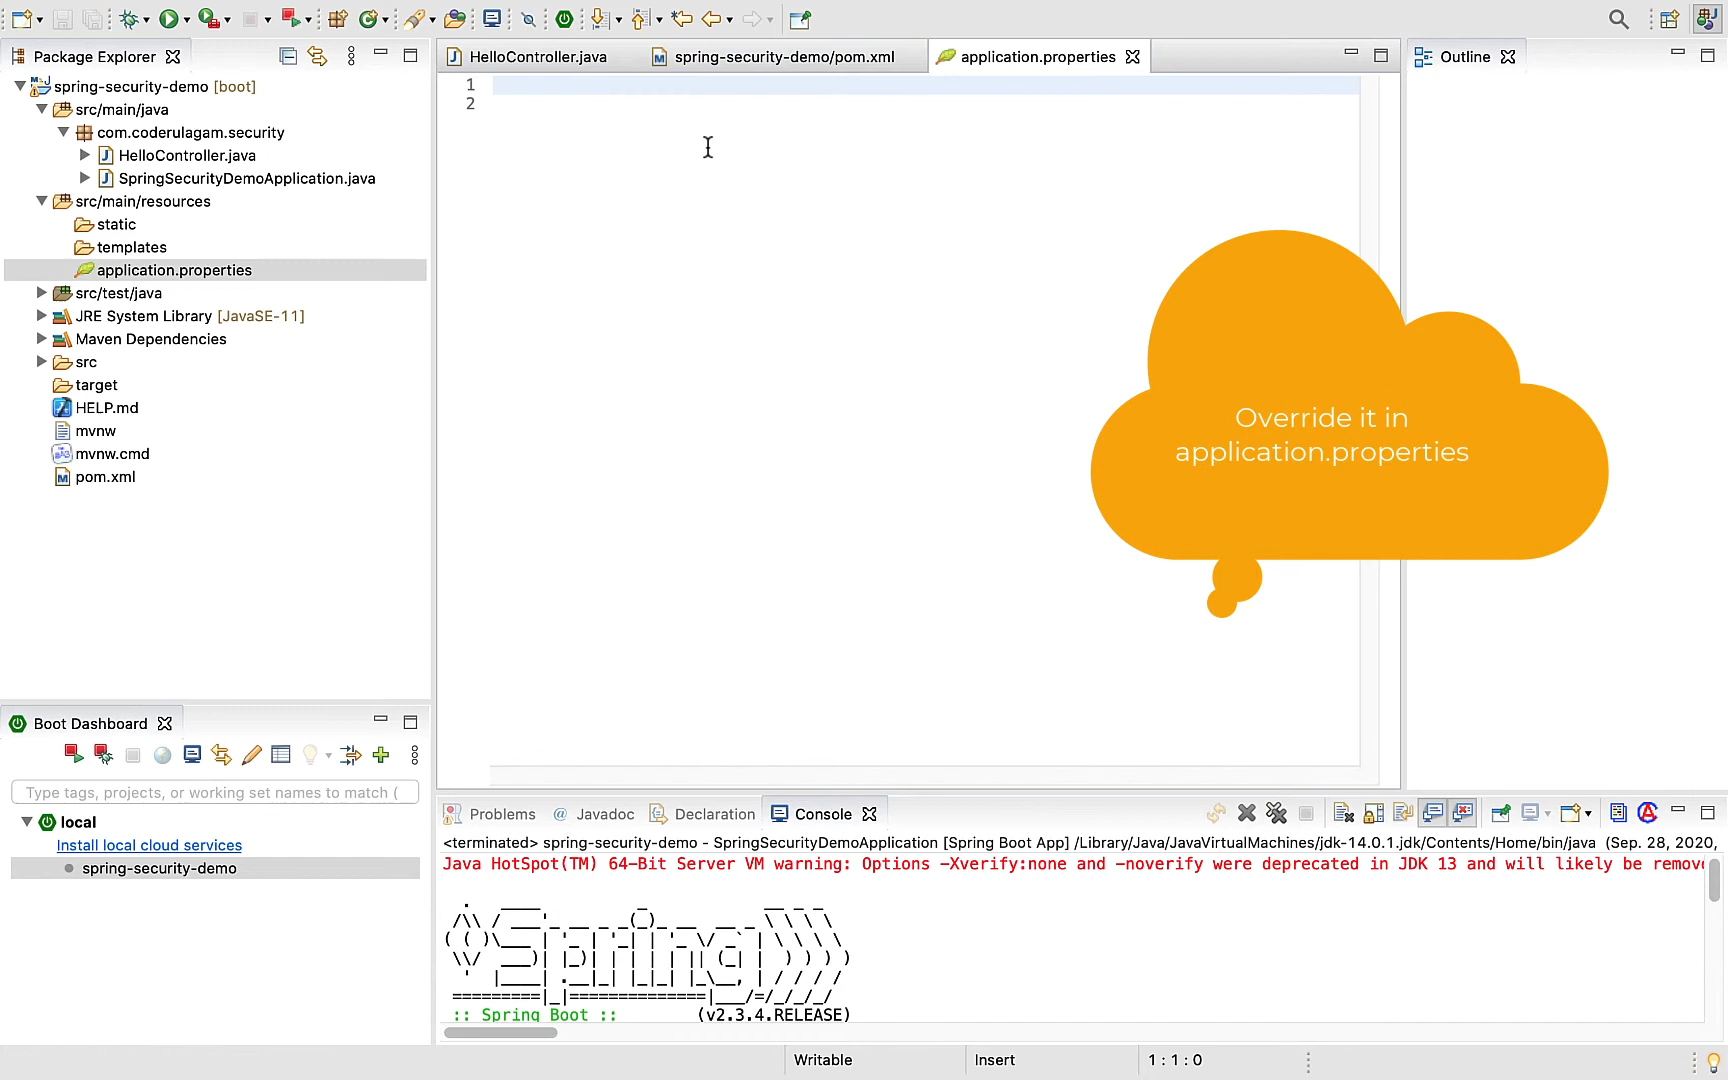 Package Explorer
spring-security-demo [boot]
src/main/java
com.coderulagam.security
HelloController.java
SpringSecurityDemoApplication.java
src/main/resources
static
templates
application.properties
src/test/java
JRE System Library [JavaSE-11]
Maven Dependencies
src
target
HELP.md
mvnw
mvnw.cmd
pom.xml
HelloController.java
spring-security-demo/pom.xml
application.properties
1
2
Outline
Override it in
application.properties
Boot Dashboard
Type tags, projects, or working set names to match (
local
Install local cloud services
spring-security-demo
Problems
Javadoc
Declaration
Console
<terminated> spring-security-demo - SpringSecurityDemoApplication [Spring Boot App] /Library/Java/JavaVirtualMachines/jdk-14.0.1.jdk/Contents/Home/bin/java (Sep. 28, 2020,
Java HotSpot(TM) 64-Bit Server VM warning: Options -Xverify:none and -noverify were deprecated in JDK 13 and will likely be remov
Spring
:: Spring Boot :: (v2.3.4.RELEASE)
Writable
Insert
1 : 1 : 0